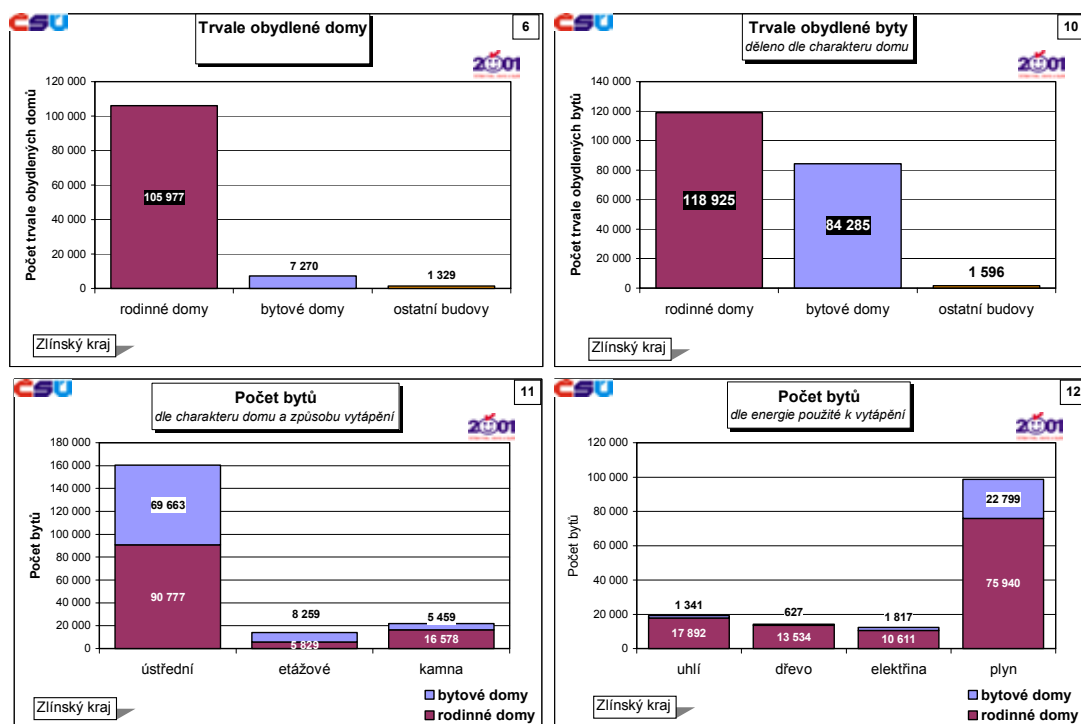 ČSÚ
Trvale obydlené domy
6
2001
Počet trvale obydlených domů
120 000
100 000
80 000
60 000
40 000
20 000
0
105 977
7 270
1 329
rodinné domy
bytové domy
ostatní budovy
Zlínský kraj
ČSÚ
Trvale obydlené byty
děleno dle charakteru domu
10
2001
Počet trvale obydlených bytů
140 000
120 000
100 000
80 000
60 000
40 000
20 000
0
118 925
84 285
1 596
rodinné domy
bytové domy
ostatní budovy
Zlínský kraj
ČSÚ
Počet bytů
dle charakteru domu a způsobu vytápění
11
2001
Počet bytů
180 000
160 000
140 000
120 000
100 000
80 000
60 000
40 000
20 000
0
69 663
90 777
8 259
5 829
5 459
16 578
ústřední
etážové
kamna
bytové domy
rodinné domy
Zlínský kraj
ČSÚ
Počet bytů
dle energie použité k vytápění
12
2001
Počet bytů
120 000
100 000
80 000
60 000
40 000
20 000
0
1 341
17 892
627
13 534
1 817
10 611
22 799
75 940
uhlí
dřevo
elektřina
plyn
bytové domy
rodinné domy
Zlínský kraj